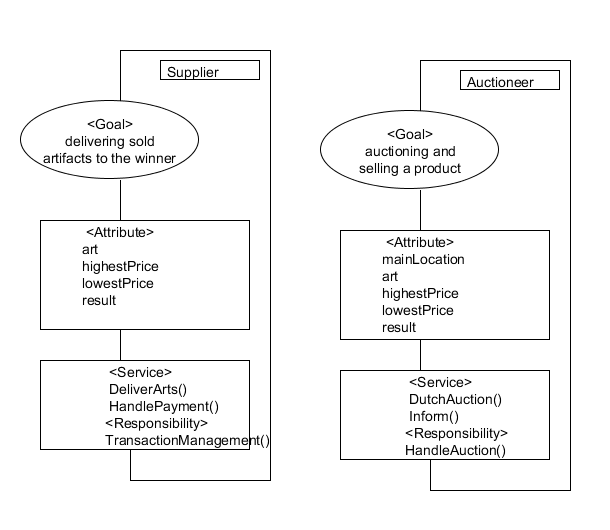 Supplier
<Goal>
delivering sold
artifacts to the winner
<Attribute>
art
highestPrice
lowestPrice
result
<Service>
DeliverArts()
HandlePayment()
<Responsibility>
TransactionManagement()
Auctioneer
<Goal>
auctioning and
selling a product
<Attribute>
mainLocation
art
highestPrice
lowestPrice
result
<Service>
DutchAuction()
Inform()
<Responsibility>
HandleAuction()